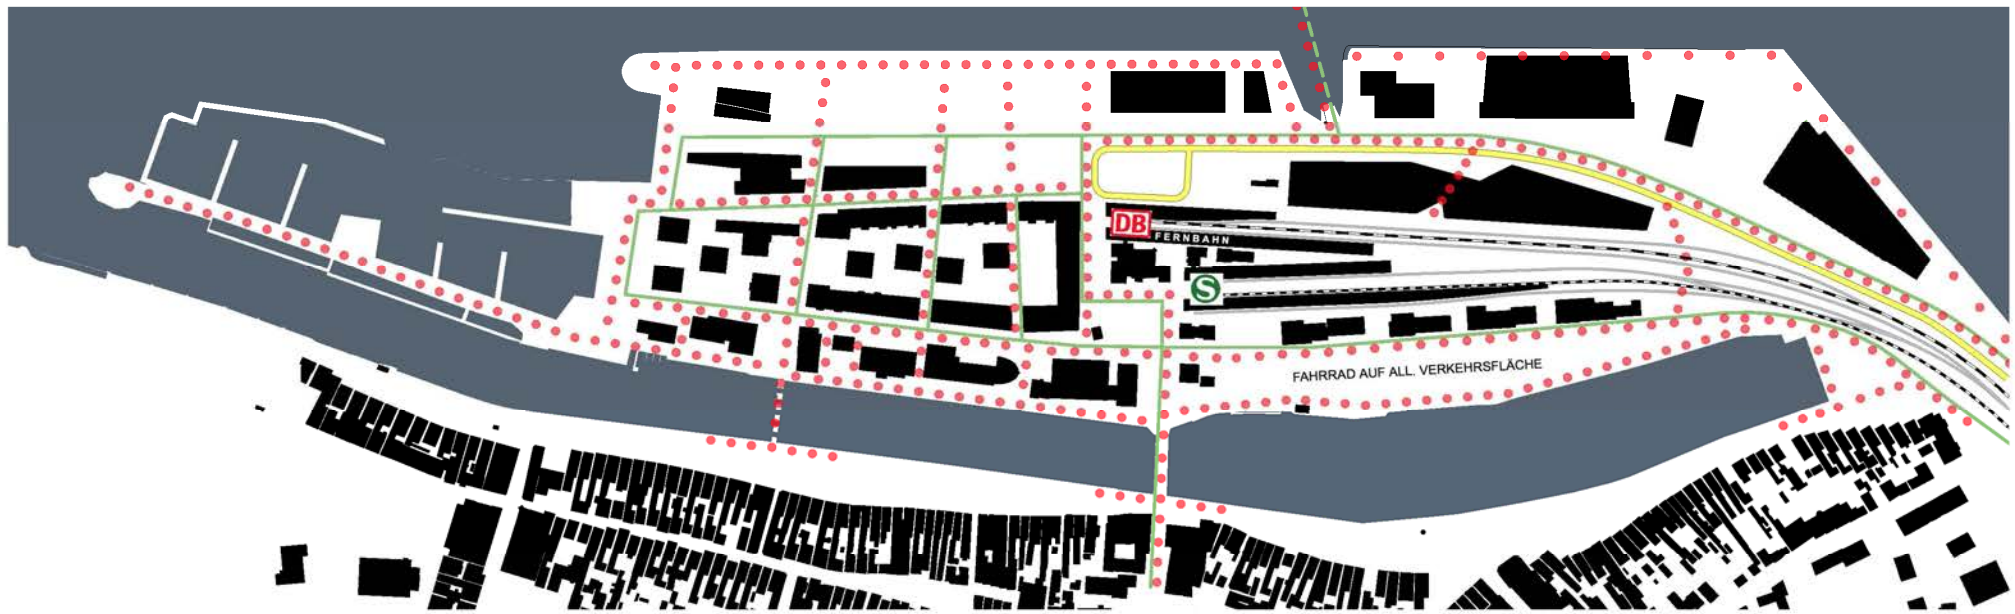 DB
FERNBAHN
S
FAHRRAD AUF ALL. VERKEHRSFLÄCHE